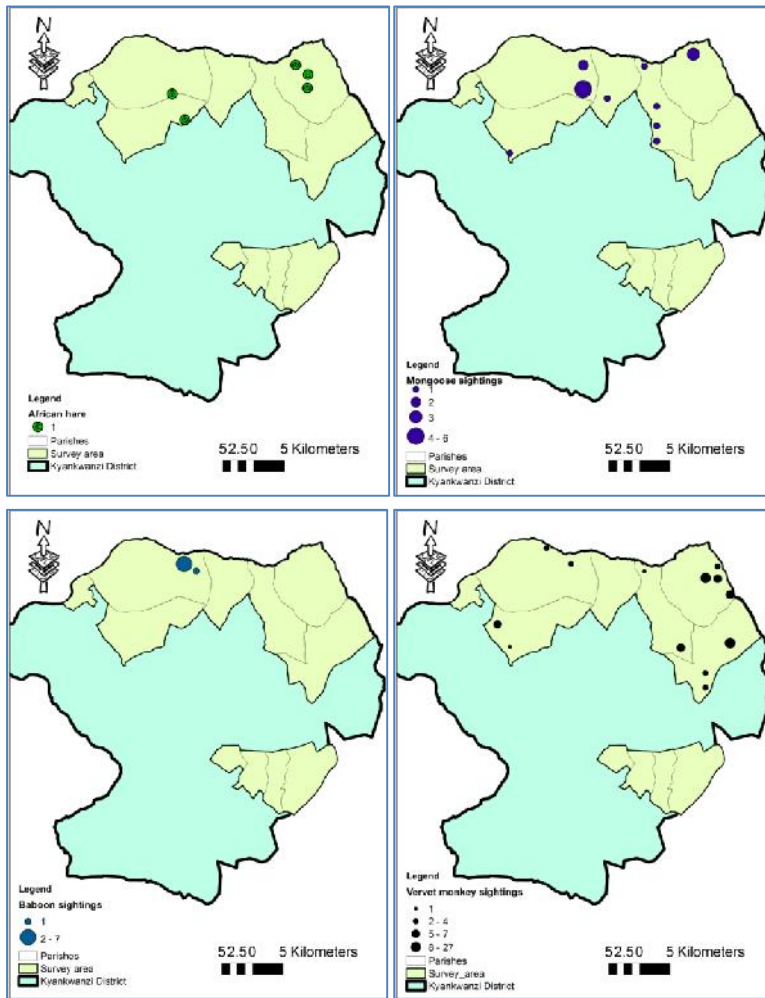 N
Legend
African hare
1
Parishes
Survey area
Kyankwanzi District
52.50 5 Kilometers
N
Legend
Mongoose sightings
1
2
3
4 - 6
Parishes
Survey area
Kyankwanzi District
52.50 5 Kilometers
N
Legend
Baboon sightings
1
2 - 7
Parishes
Survey area
Kyankwanzi District
52.50 5 Kilometers
N
Legend
Vervet monkey sightings
1
2 - 4
5 - 7
8 - 27
Parishes
Survey_area
Kyankwanzi District
52.50 5 Kilometers